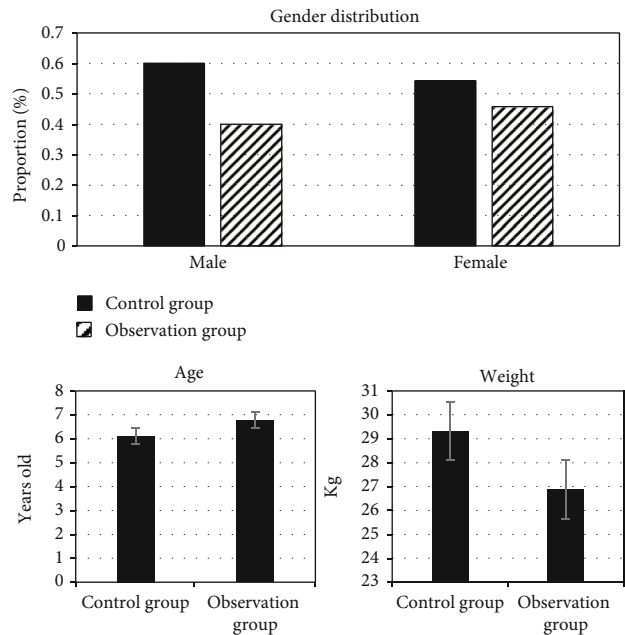 Gender distribution
Proportion (%)
0.7
0.6
0.5
0.4
0.3
0.2
0.1
0
Male Female
Control group
Observation group
Age
Years old
8
7
6
5
4
3
2
1
0
Control group Observation
group
Weight
Kg
31
30
29
28
27
26
25
24
23
Control group Observation
group